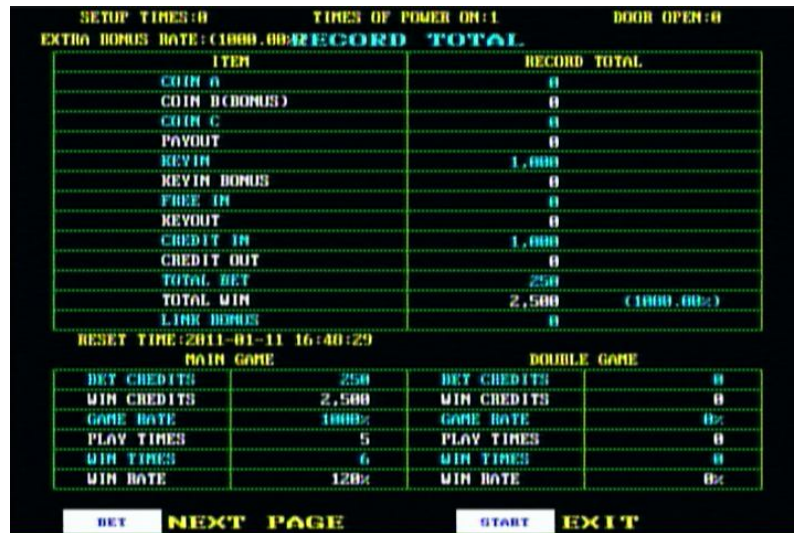 SETUP TIMES:0 TIMES OF POWER ON:1 DOOR OPEN:0
EXTRA BONUS RATE:(1000.00% RECORD TOTAL
ITEM RECORD TOTAL
COIN A 0
COIN B(BONUS) 0
COIN C 0
PAYOUT 0
KEYIN 1,000
KEYIN BONUS 0
FREE IN 0
KEYOUT 0
CREDIT IN 1,000
CREDIT OUT 0
TOTAL BET 250
TOTAL WIN 2,500 (1000.00%)
LINK BONUS 0
RESET TIME:2011-01-11 16:40:29
MAIN GAME DOUBLE GAME
BET CREDITS 250 BET CREDITS 0
WIN CREDITS 2,500 WIN CREDITS 0
GAME RATE 1000% GAME RATE 0%
PLAY TIMES 5 PLAY TIMES 0
WIN TIMES 6 WIN TIMES 0
WIN RATE 120% WIN RATE 0%
BET NEXT PAGE START EXIT